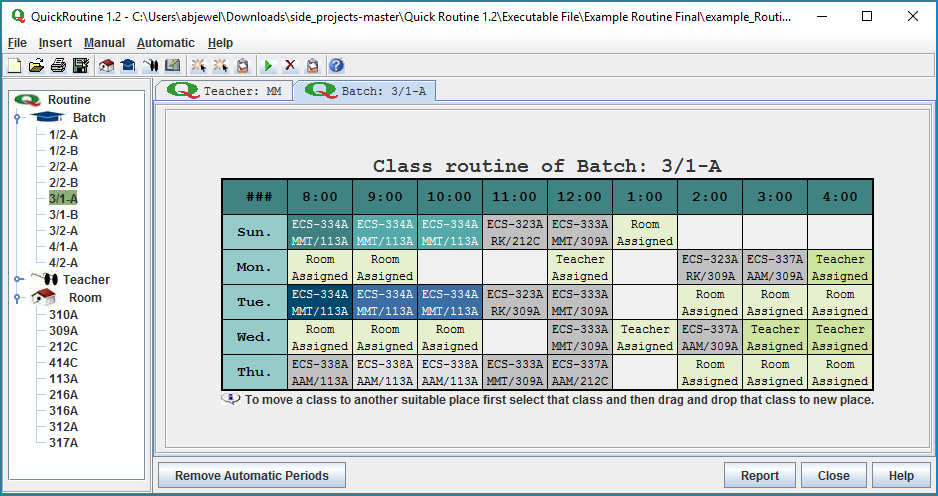 QuickRoutine 1.2 - C:\Users\abjewel\Downloads\side_projects-master\Quick Routine 1.2\Executable File\Example Routine Final\example_Routi...
File Insert Manual Automatic Help
Routine
Batch
1/2-A
1/2-B
2/2-A
2/2-B
3/1-A
3/1-B
3/2-A
4/1-A
4/2-A
Teacher
Room
310A
309A
212C
414C
113A
216A
316A
312A
317A
Teacher: MM Batch: 3/1-A
Class routine of Batch: 3/1-A
### 8:00 9:00 10:00 11:00 12:00 1:00 2:00 3:00 4:00
Sun. ECS-334A ECS-334A ECS-334A ECS-323A ECS-333A Room
MMT/113A MMT/113A MMT/113A RK/212C MMT/309A Assigned
Mon. Room Room Teacher ECS-323A ECS-337A Teacher
Assigned Assigned Assigned RK/309A AAM/309A Assigned
Tue. ECS-334A ECS-334A ECS-334A ECS-323A ECS-333A Room Room Room
MMT/113A MMT/113A MMT/113A RK/309A MMT/309A Assigned Assigned Assigned
Wed. Room Room Room ECS-333A Teacher ECS-337A Teacher Teacher
Assigned Assigned Assigned MMT/309A Assigned AAM/309A Assigned Assigned
Thu. ECS-338A ECS-338A ECS-338A ECS-333A ECS-337A Room Room Room
AAM/113A AAM/113A AAM/113A MMT/309A AAM/212C Assigned Assigned Assigned
To move a class to another suitable place first select that class and then drag and drop that class to new place.
Remove Automatic Periods Report Close Help